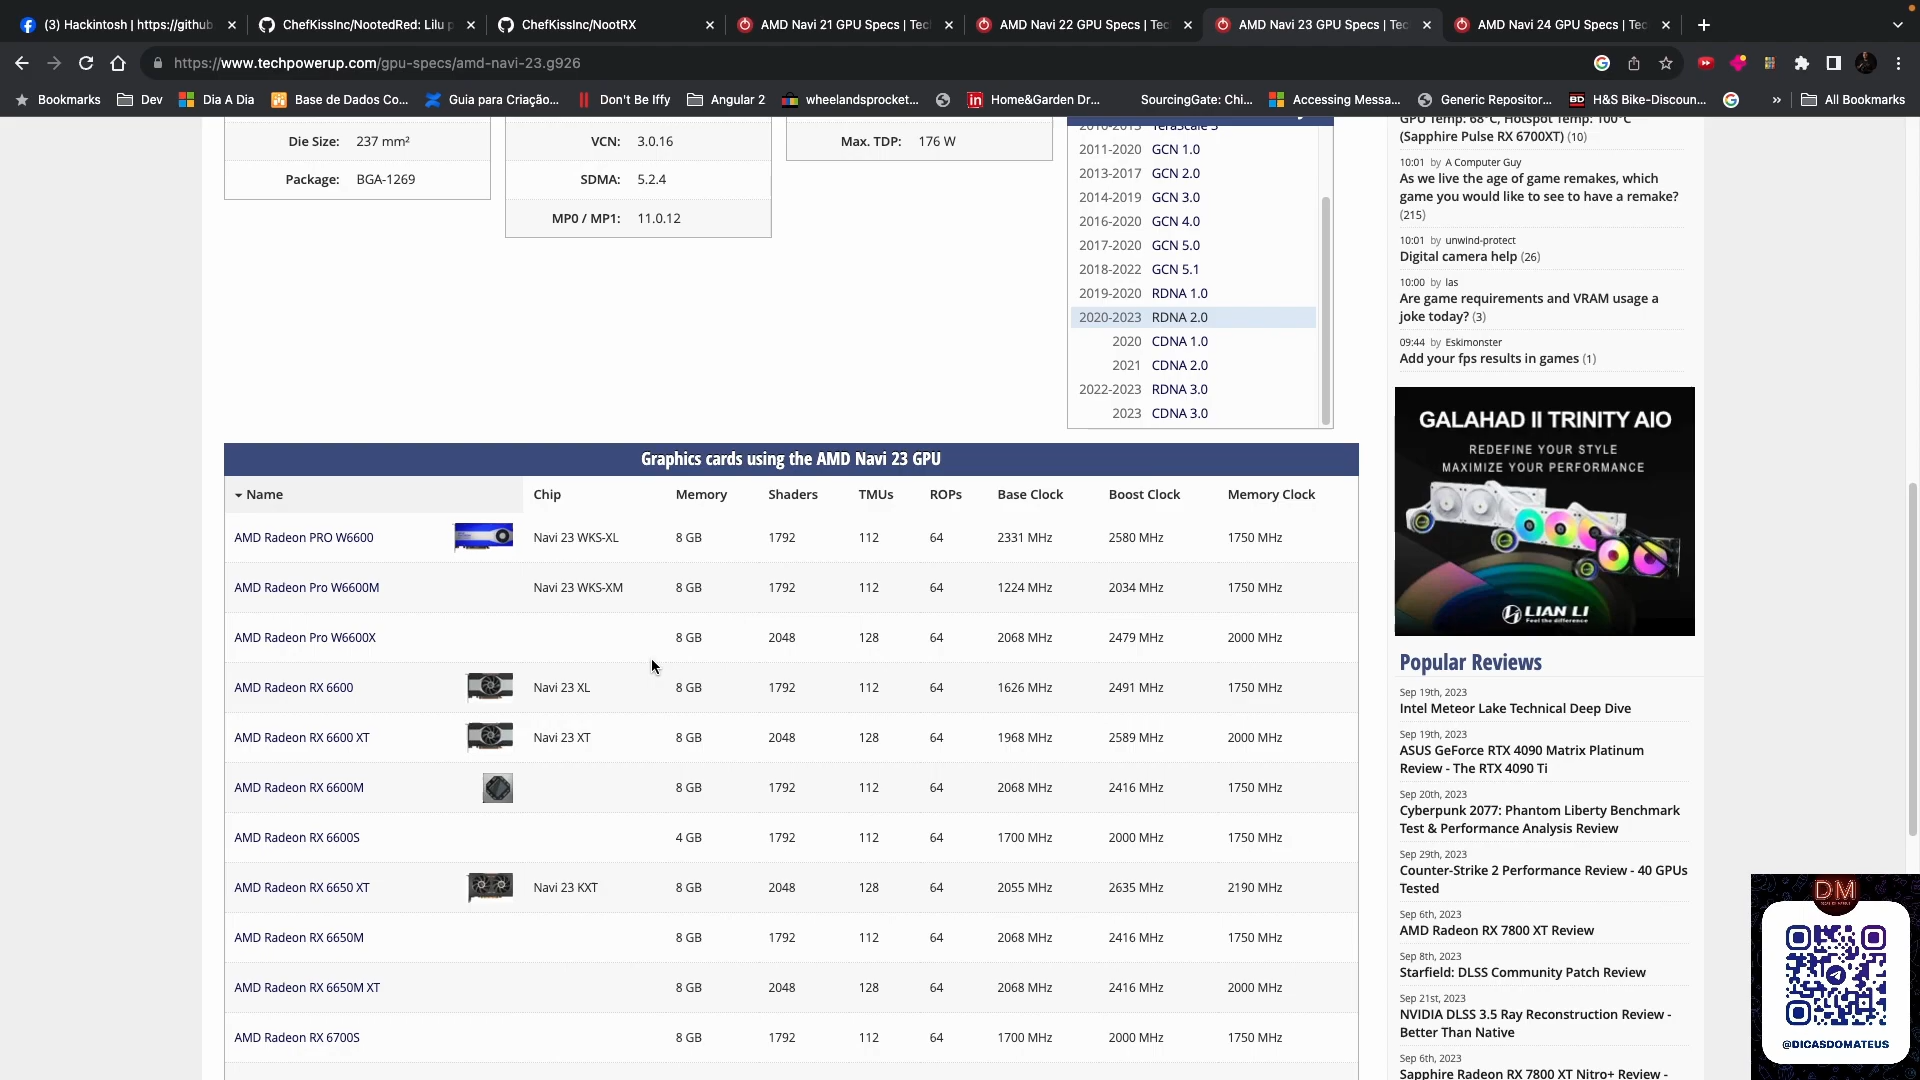 (3) Hackintosh | https://github
ChefKissInc/NootedRed: Lilu p
ChefKissInc/NootRX
AMD Navi 21 GPU Specs | Tec
AMD Navi 22 GPU Specs | Tec
AMD Navi 23 GPU Specs | Tec
AMD Navi 24 GPU Specs | Tec
https://www.techpowerup.com/gpu-specs/amd-navi-23.g926
Bookmarks
Dev
Dia A Dia
Base de Dados Co...
Guia para Criação...
Don't Be Iffy
Angular 2
wheelandsprocket...
Home&Garden Dr...
SourcingGate: Chi...
Accessing Messa...
Generic Repositor...
BD
H&S Bike-Discoun...
All Bookmarks
Die Size: 237 mm²
Package: BGA-1269
VCN: 3.0.16
SDMA: 5.2.4
MP0 / MP1: 11.0.12
Max. TDP: 176 W
2010-2013 TeraScale 3
2011-2020 GCN 1.0
2013-2017 GCN 2.0
2014-2019 GCN 3.0
2016-2020 GCN 4.0
2017-2020 GCN 5.0
2018-2022 GCN 5.1
2019-2020 RDNA 1.0
2020-2023 RDNA 2.0
2020 CDNA 1.0
2021 CDNA 2.0
2022-2023 RDNA 3.0
2023 CDNA 3.0
Graphics cards using the AMD Navi 23 GPU
Name Chip Memory Shaders TMUs ROPs Base Clock Boost Clock Memory Clock
AMD Radeon PRO W6600 Navi 23 WKS-XL 8 GB 1792 112 64 2331 MHz 2580 MHz 1750 MHz
AMD Radeon Pro W6600M Navi 23 WKS-XM 8 GB 1792 112 64 1224 MHz 2034 MHz 1750 MHz
AMD Radeon Pro W6600X 8 GB 2048 128 64 2068 MHz 2479 MHz 2000 MHz
AMD Radeon RX 6600 Navi 23 XL 8 GB 1792 112 64 1626 MHz 2491 MHz 1750 MHz
AMD Radeon RX 6600 XT Navi 23 XT 8 GB 2048 128 64 1968 MHz 2589 MHz 2000 MHz
AMD Radeon RX 6600M 8 GB 1792 112 64 2068 MHz 2416 MHz 1750 MHz
AMD Radeon RX 6600S 4 GB 1792 112 64 1700 MHz 2000 MHz 1750 MHz
AMD Radeon RX 6650 XT Navi 23 KXT 8 GB 2048 128 64 2055 MHz 2635 MHz 2190 MHz
AMD Radeon RX 6650M 8 GB 1792 112 64 2068 MHz 2416 MHz 1750 MHz
AMD Radeon RX 6650M XT 8 GB 2048 128 64 2068 MHz 2416 MHz 2000 MHz
AMD Radeon RX 6700S 8 GB 1792 112 64 1700 MHz 2000 MHz 1750 MHz
GPU Temp: 68°C, Hotspot Temp: 100°C
(Sapphire Pulse RX 6700XT) (10)
10:01 by A Computer Guy
As we live the age of game remakes, which
game you would like to see to have a remake?
(215)
10:01 by unwind-protect
Digital camera help (26)
10:00 by las
Are game requirements and VRAM usage a
joke today? (3)
09:44 by Eskimonster
Add your fps results in games (1)
GALAHAD II TRINITY AIO
REDEFINE YOUR STYLE
MAXIMIZE YOUR PERFORMANCE
LIAN LI
Feel the difference
Popular Reviews
Sep 19th, 2023
Intel Meteor Lake Technical Deep Dive
Sep 19th, 2023
ASUS GeForce RTX 4090 Matrix Platinum
Review - The RTX 4090 Ti
Sep 20th, 2023
Cyberpunk 2077: Phantom Liberty Benchmark
Test & Performance Analysis Review
Sep 29th, 2023
Counter-Strike 2 Performance Review - 40 GPUs
Tested
Sep 6th, 2023
AMD Radeon RX 7800 XT Review
Sep 8th, 2023
Starfield: DLSS Community Patch Review
Sep 21st, 2023
NVIDIA DLSS 3.5 Ray Reconstruction Review -
Better Than Native
Sep 6th, 2023
Sapphire Radeon RX 7800 XT Nitro+ Review -
DM
@DICASDOMATEUS